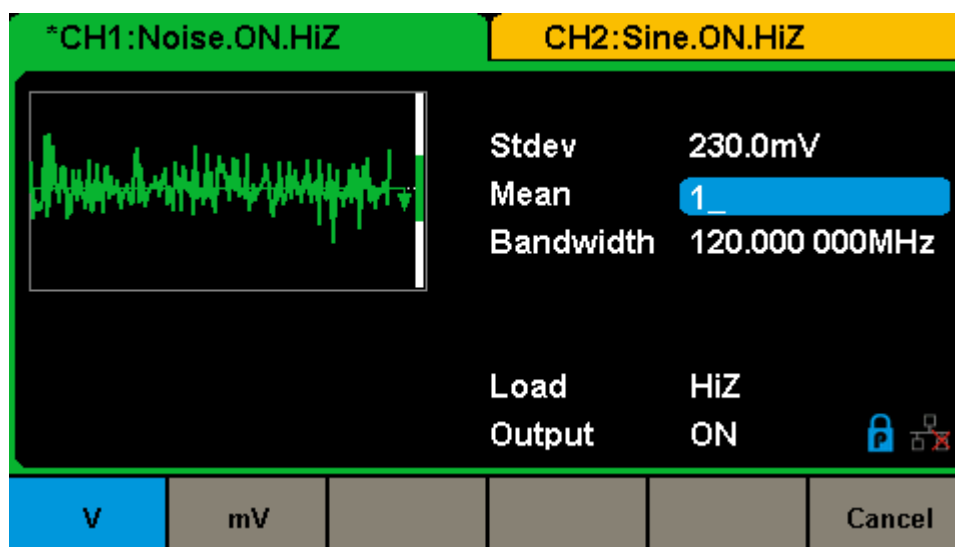 *CH1:Noise.ON.HiZ CH2:Sine.ON.HiZ
Stdev 230.0mV
Mean 1_
Bandwidth 120.000 000MHz
Load HiZ
Output ON
P
V mV Cancel